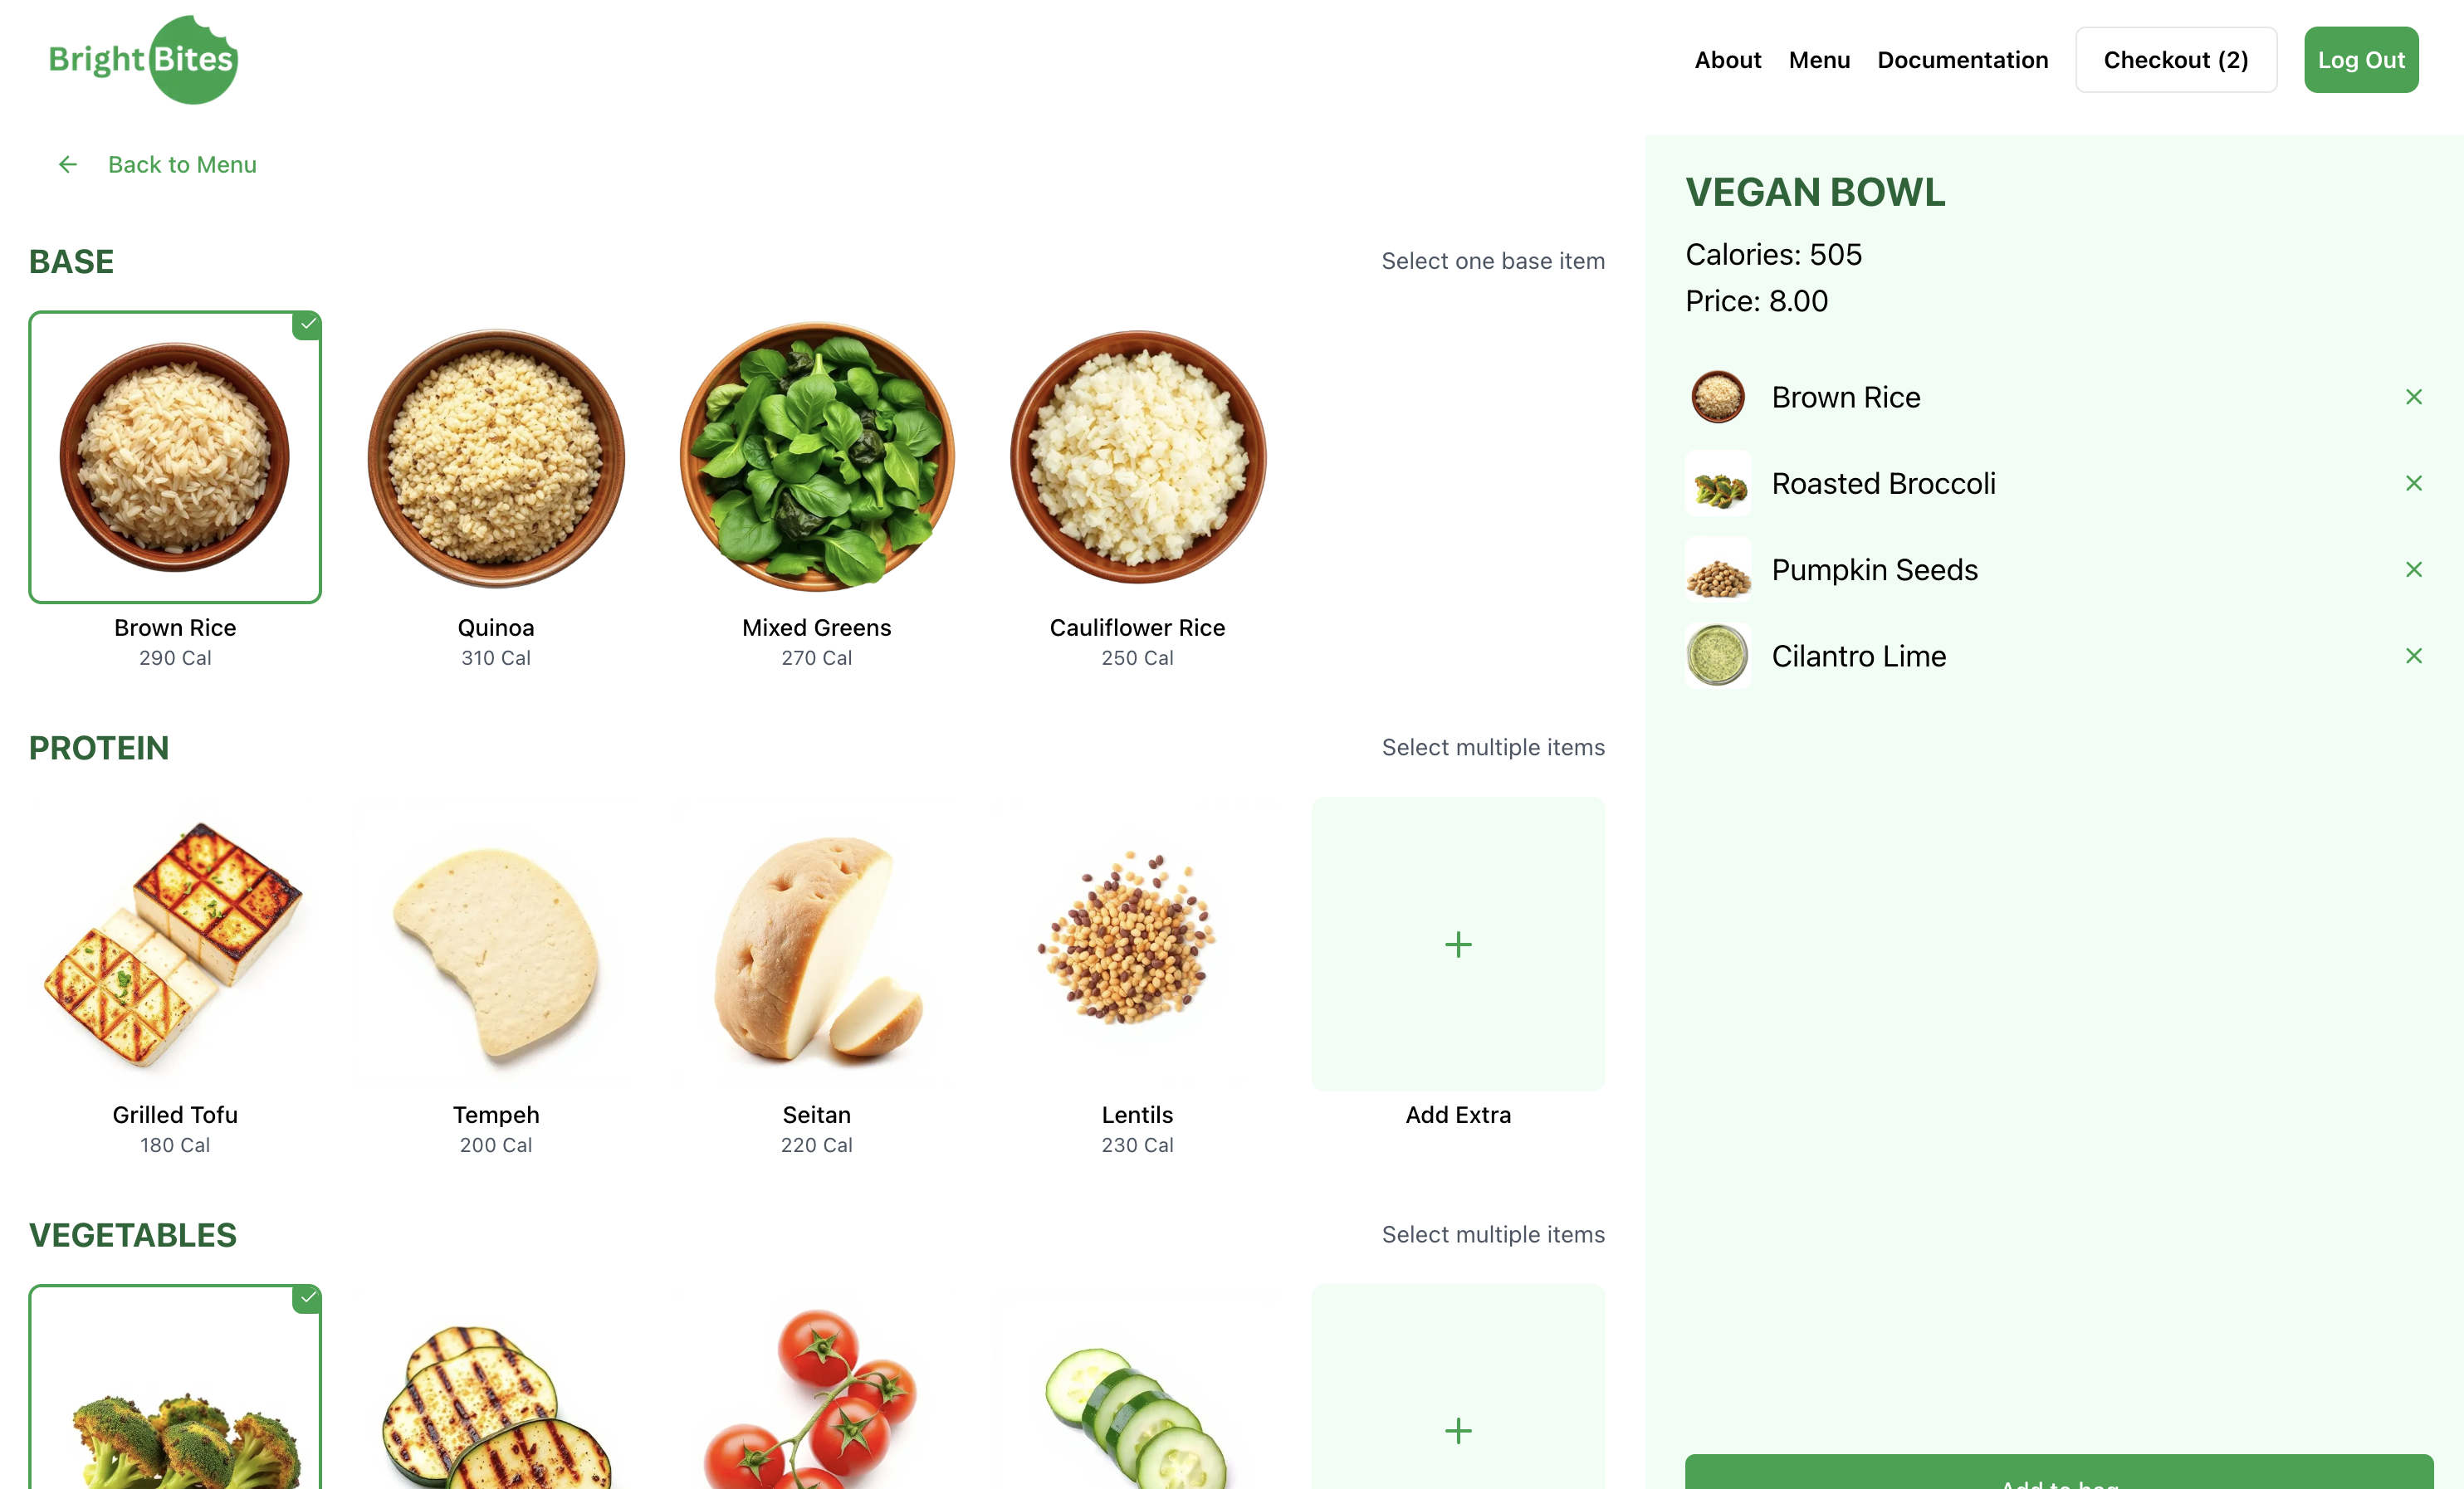 Bright Bites
About Menu Documentation Checkout (2) Log Out
Back to Menu
BASE
Select one base item
Brown Rice
290 Cal
Quinoa
310 Cal
Mixed Greens
270 Cal
Cauliflower Rice
250 Cal
PROTEIN
Select multiple items
Grilled Tofu
180 Cal
Tempeh
200 Cal
Seitan
220 Cal
Lentils
230 Cal
Add Extra
VEGETABLES
Select multiple items
VEGAN BOWL
Calories: 505
Price: 8.00
Brown Rice
Roasted Broccoli
Pumpkin Seeds
Cilantro Lime
Add to bag